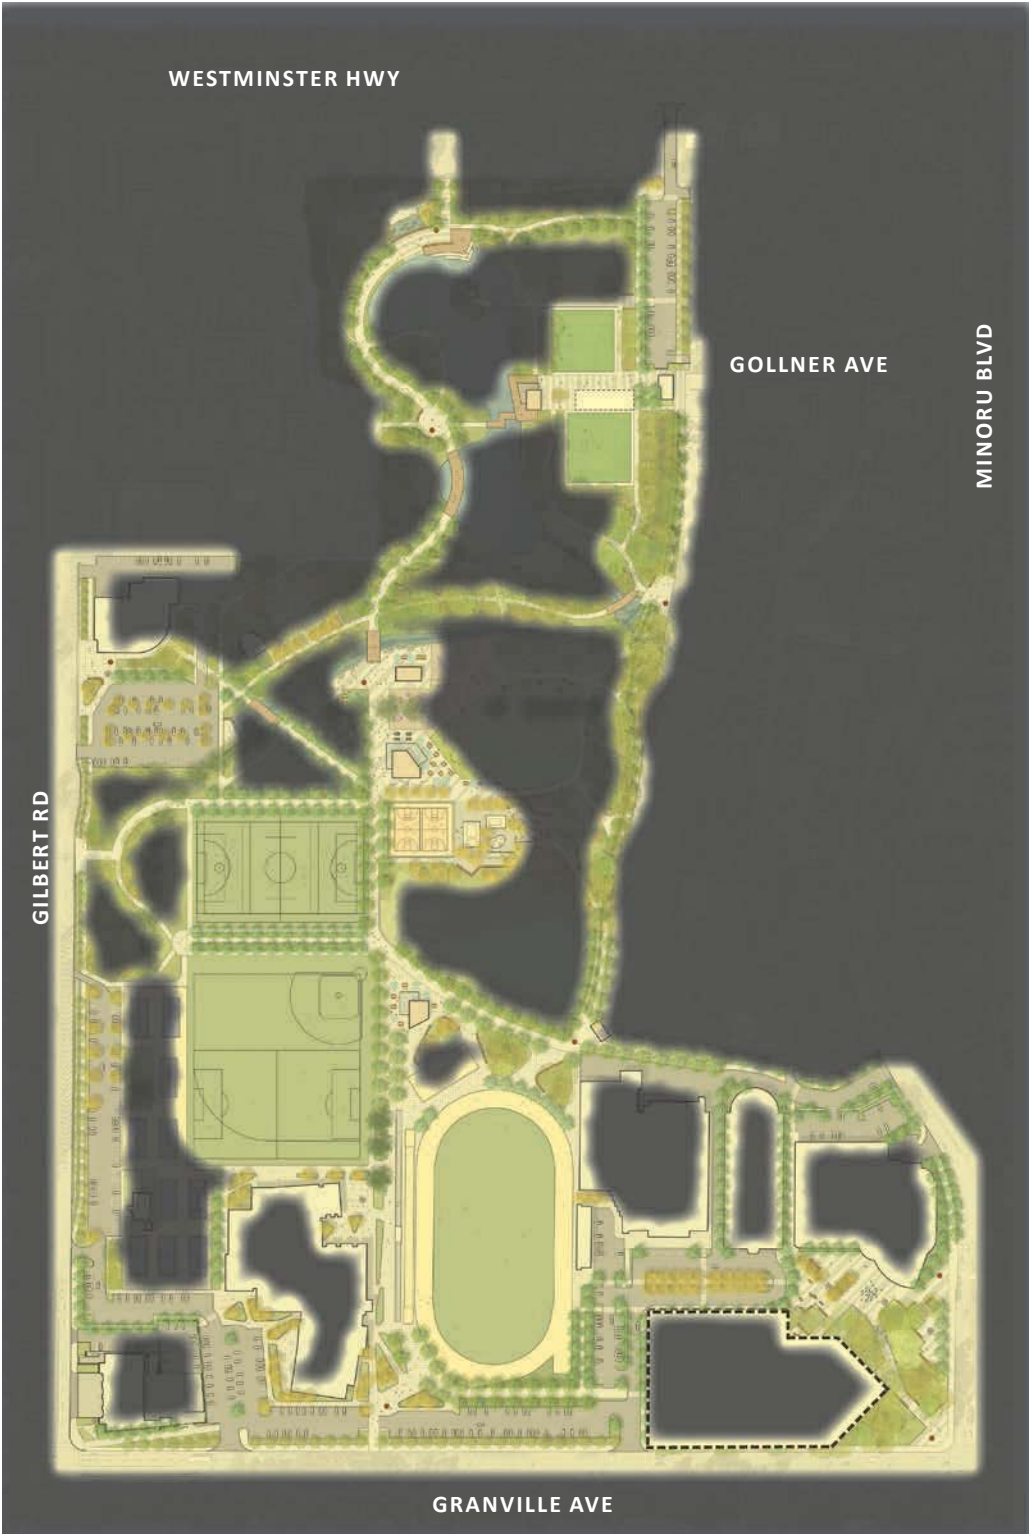 WESTMINSTER HWY
GOLLNER AVE
MINORU BLVD
GILBERT RD
GRANVILLE AVE